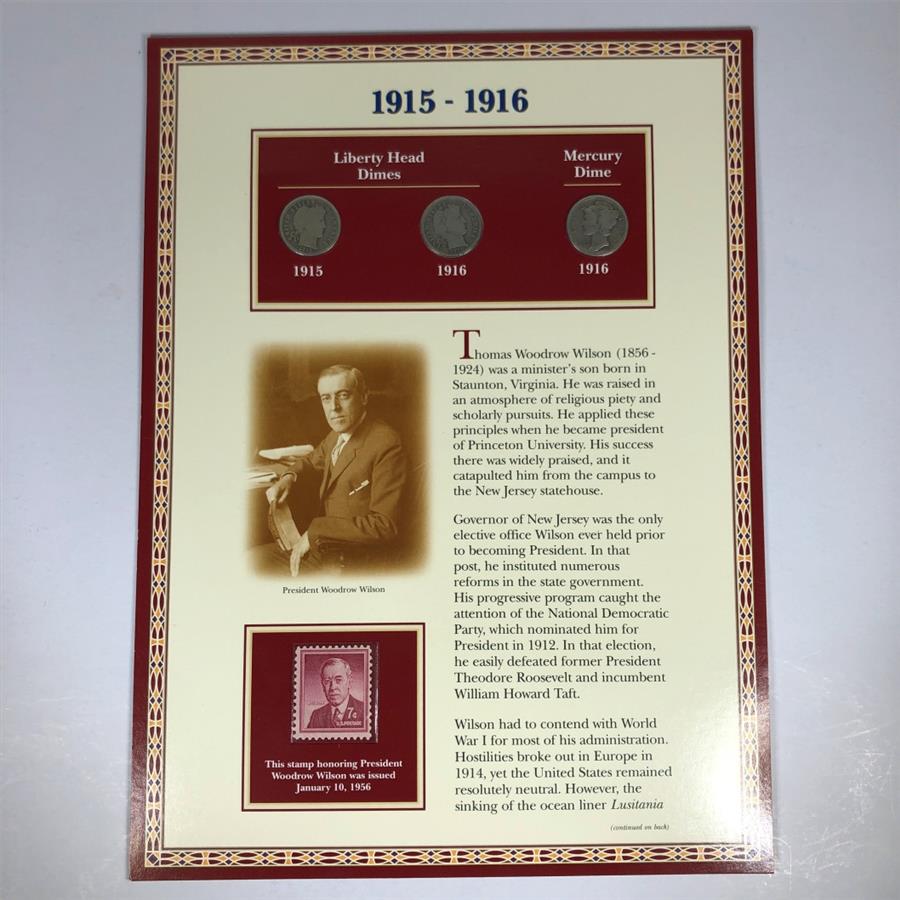 1915 - 1916
Liberty Head
Dimes
Mercury
Dime
1915
1916
1916
Thomas Woodrow Wilson (1856 -
1924) was a minister's son born in
Staunton, Virginia. He was raised in
an atmosphere of religious piety and
scholarly pursuits. He applied these
principles when he became president
of Princeton University. His success
there was widely praised, and it
catapulted him from the campus to
the New Jersey statehouse.
Governor of New Jersey was the only
elective office Wilson ever held prior
to becoming President. In that
post, he instituted numerous
reforms in the state government.
His progressive program caught the
attention of the National Democratic
Party, which nominated him for
President in 1912. In that election,
he easily defeated former President
Theodore Roosevelt and incumbent
William Howard Taft.
Wilson had to contend with World
War I for most of his administration.
Hostilities broke out in Europe in
1914, yet the United States remained
resolutely neutral. However, the
sinking of the ocean liner Lusitania
(continued on back)
President Woodrow Wilson
7¢
U.S. POSTAGE
This stamp honoring President
Woodrow Wilson was issued
January 10, 1956